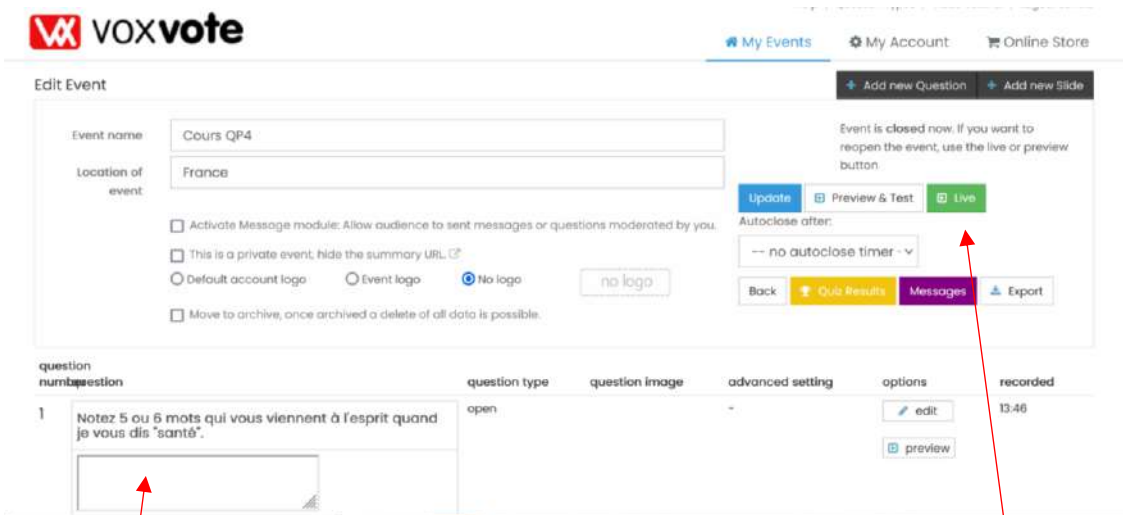 voxvote
My Events
My Account
Online Store
Edit Event
+ Add new Question
+ Add new Slide
Event name
Cours QP4
Event is closed now. If you want to
reopen the event, use the live or preview
button
Location of
event
France
Update
Preview & Test
Live
Activate Message module: Allow audience to sent messages or questions moderated by you.
Autoclose after:
This is a private event, hide the summary URL.
-- no autoclose timer -
Default account logo
Event logo
No logo
no logo
Back
Quiz Results
Messages
Export
Move to archive, once archived a delete of all data is possible.
question
number
question
question type
question image
advanced setting
options
recorded
1
Notez 5 ou 6 mots qui vous viennent à l'esprit quand
je vous dis "santé".
open
-
edit
13:46
preview